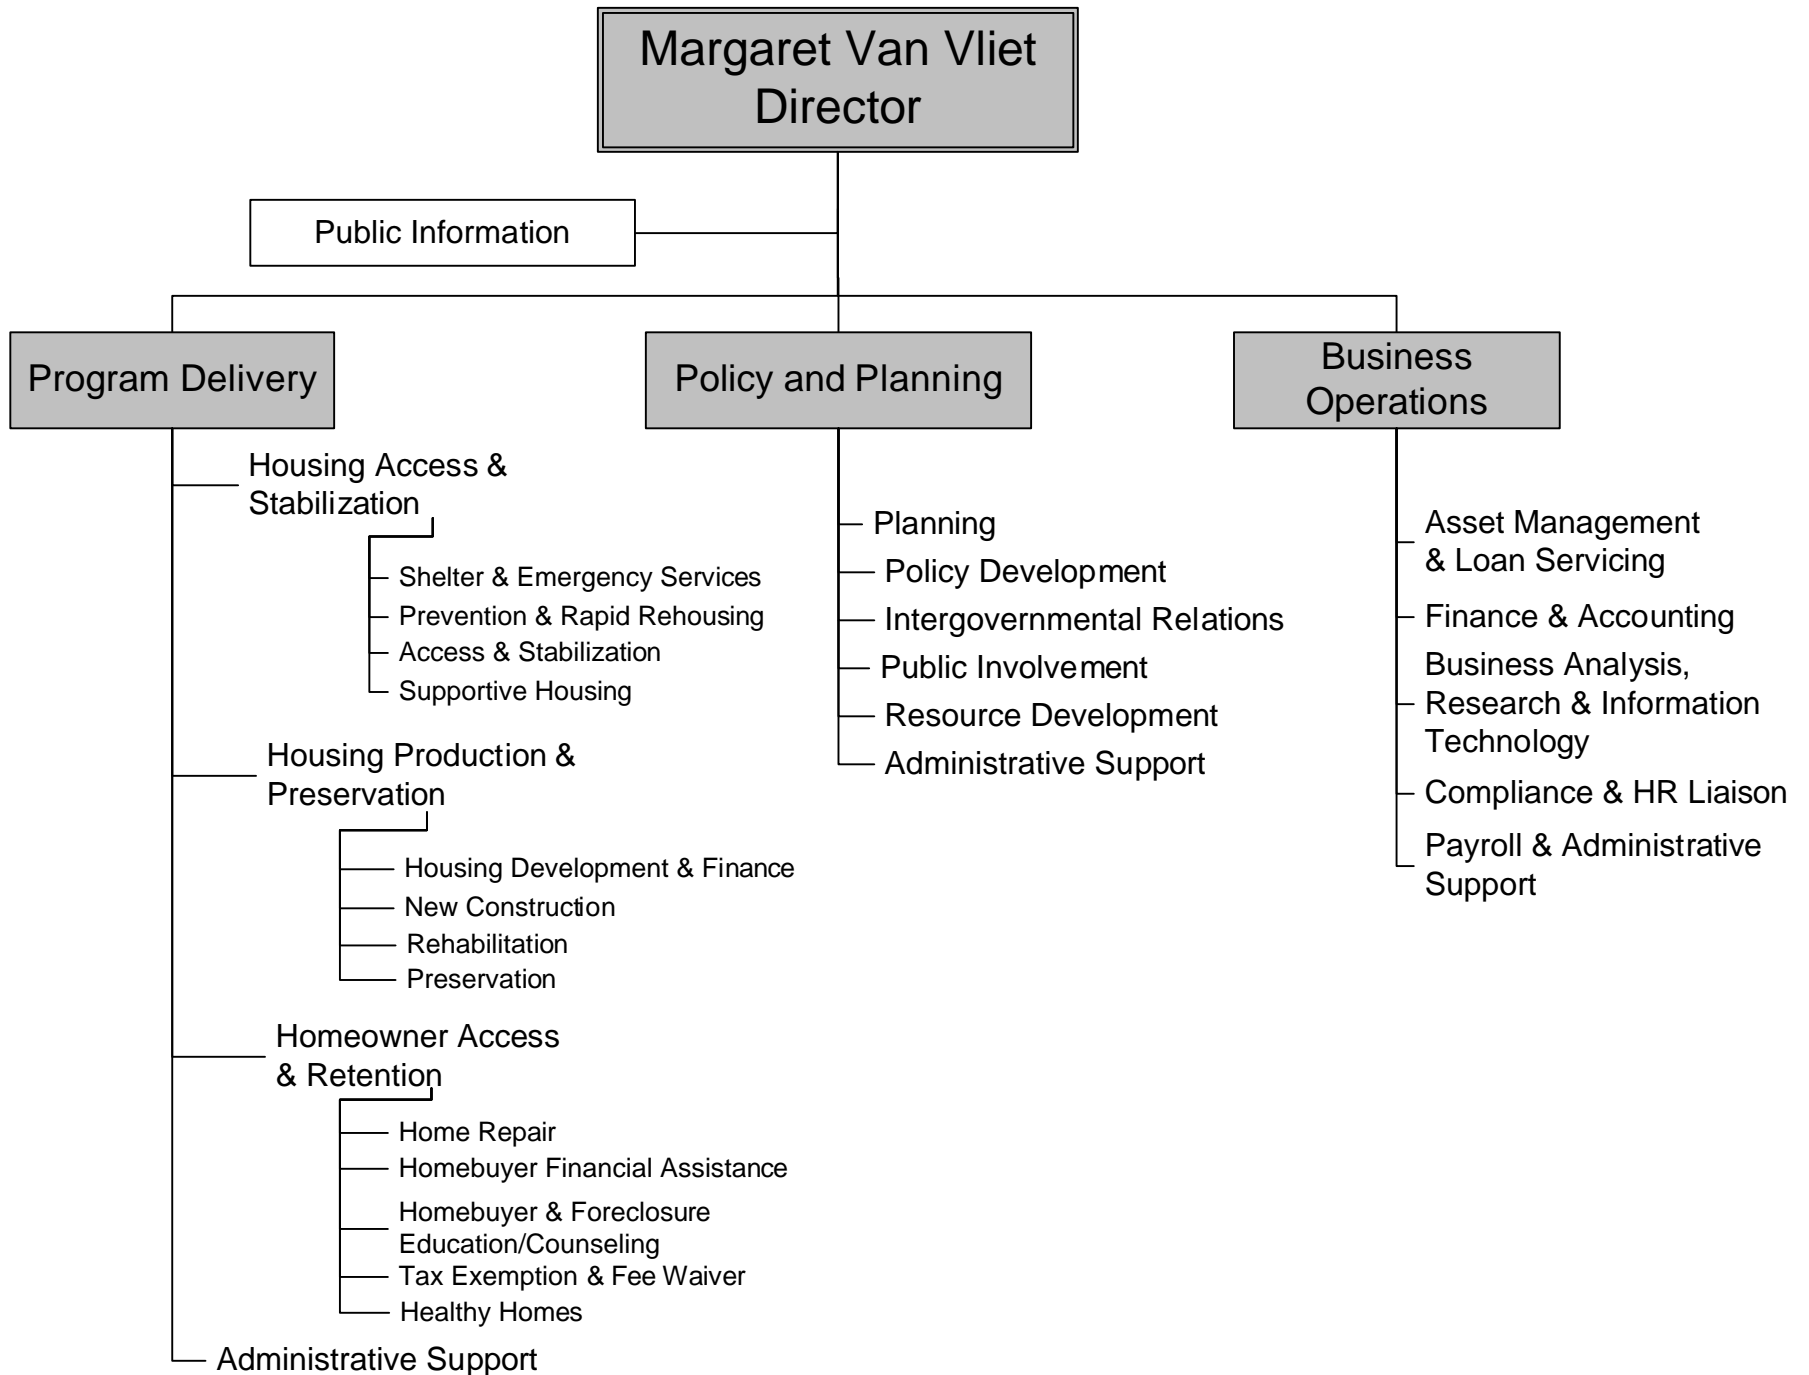 Margaret Van Vliet
Director
Public Information
Program Delivery
Housing Access &
Stabilization
Shelter & Emergency Services
Prevention & Rapid Rehousing
Access & Stabilization
Supportive Housing
Housing Production &
Preservation
Housing Development & Finance
New Construction
Rehabilitation
Preservation
Homeowner Access
& Retention
Home Repair
Homebuyer Financial Assistance
Homebuyer & Foreclosure
Education/Counseling
Tax Exemption & Fee Waiver
Healthy Homes
Administrative Support
Policy and Planning
Planning
Policy Development
Intergovernmental Relations
Public Involvement
Resource Development
Administrative Support
Business
Operations
Asset Management
& Loan Servicing
Finance & Accounting
Business Analysis,
Research & Information
Technology
Compliance & HR Liaison
Payroll & Administrative
Support